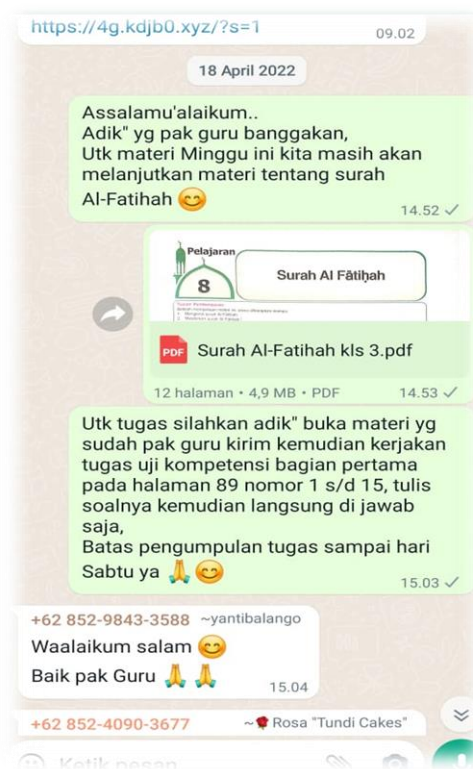 https://4g.kdjb0.xyz/?s=1
09.02
18 April 2022
Assalamu'alaikum..
Adik" yg pak guru banggakan,
Utk materi Minggu ini kita masih akan
melanjutkan materi tentang surah
Al-Fatihah 😊
14.52
Pelajaran
8
Surah Al Fātiḥah
PDF
Surah Al-Fatihah kls 3.pdf
12 halaman • 4,9 MB • PDF
14.53
Utk tugas silahkan adik" buka materi yg
sudah pak guru kirim kemudian kerjakan
tugas uji kompetensi bagian pertama
pada halaman 89 nomor 1 s/d 15, tulis
soalnya kemudian langsung di jawab
saja,
Batas pengumpulan tugas sampai hari
Sabtu ya 🙏😊
15.03
+62 852-9843-3588 ~yantibalango
Waalaikum salam 😊
Baik pak Guru 🙏 🙏
15.04
+62 852-4090-3677 ~🌹 Rosa "Tundi Cakes"
Ketik pesan